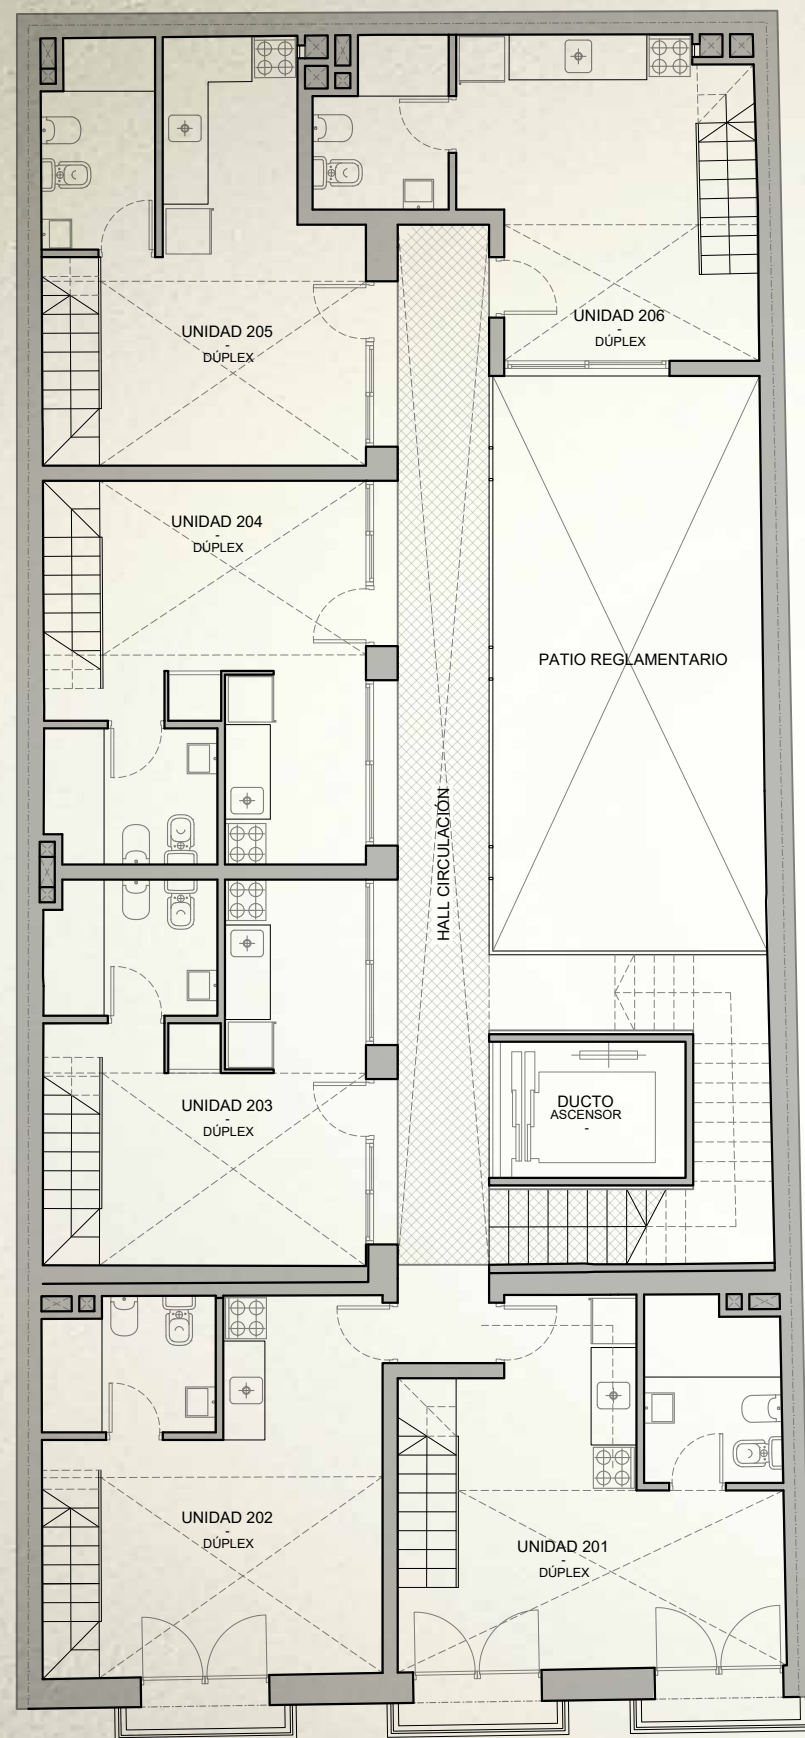 UNIDAD 205
-
DÚPLEX
UNIDAD 206
-
DÚPLEX
UNIDAD 204
-
DÚPLEX
PATIO REGLAMENTARIO
HALL CIRCULACIÓN
UNIDAD 203
-
DÚPLEX
DUCTO
ASCENSOR
-
UNIDAD 202
-
DÚPLEX
UNIDAD 201
-
DÚPLEX